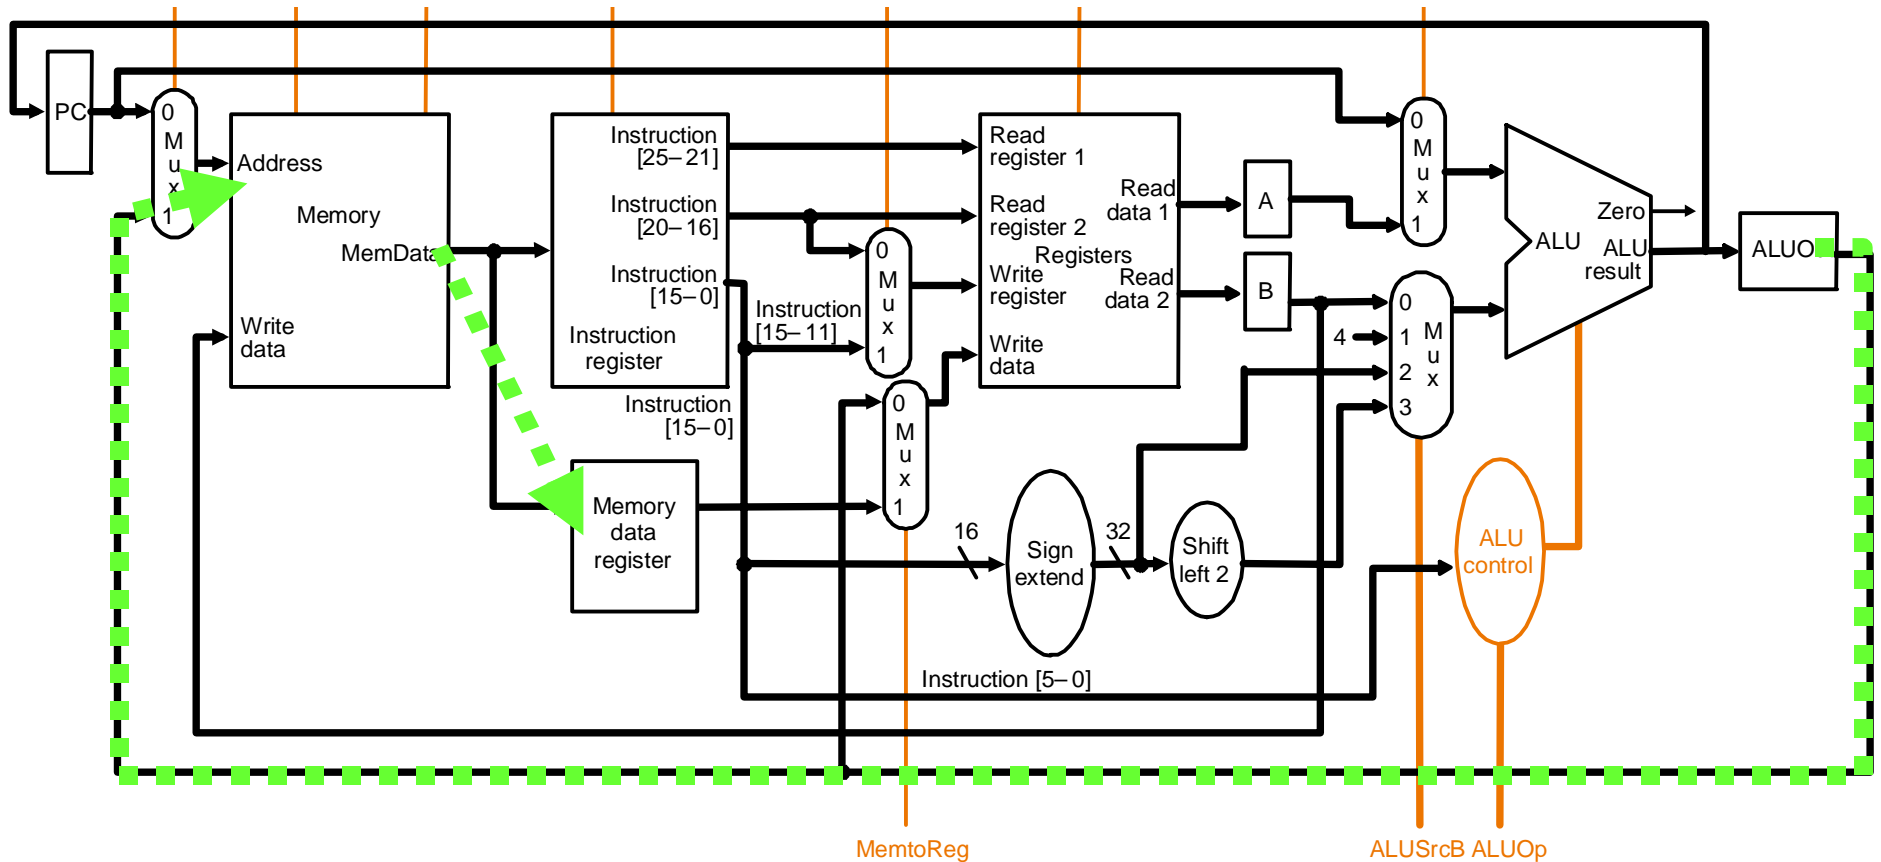 PC
0
M
u
x
1
Address
Memory
MemData
Write
data
Instruction
[25–21]
Instruction
[20–16]
Instruction
[15–0]
Instruction
register
Instruction
[15–11]
Instruction
[15–0]
Memory
data
register
0
M
u
x
1
0
M
u
x
1
Read
register 1
Read
register 2
Registers
Write
register
Write
data
Read
data 1
Read
data 2
A
B
16
Sign
extend
32
Shift
left 2
Instruction [5–0]
0
M
u
x
1
4
0
1
2
3
M
u
x
Zero
ALU
ALU
result
ALUO
ALU
control
MemtoReg
ALUSrcB ALUOp